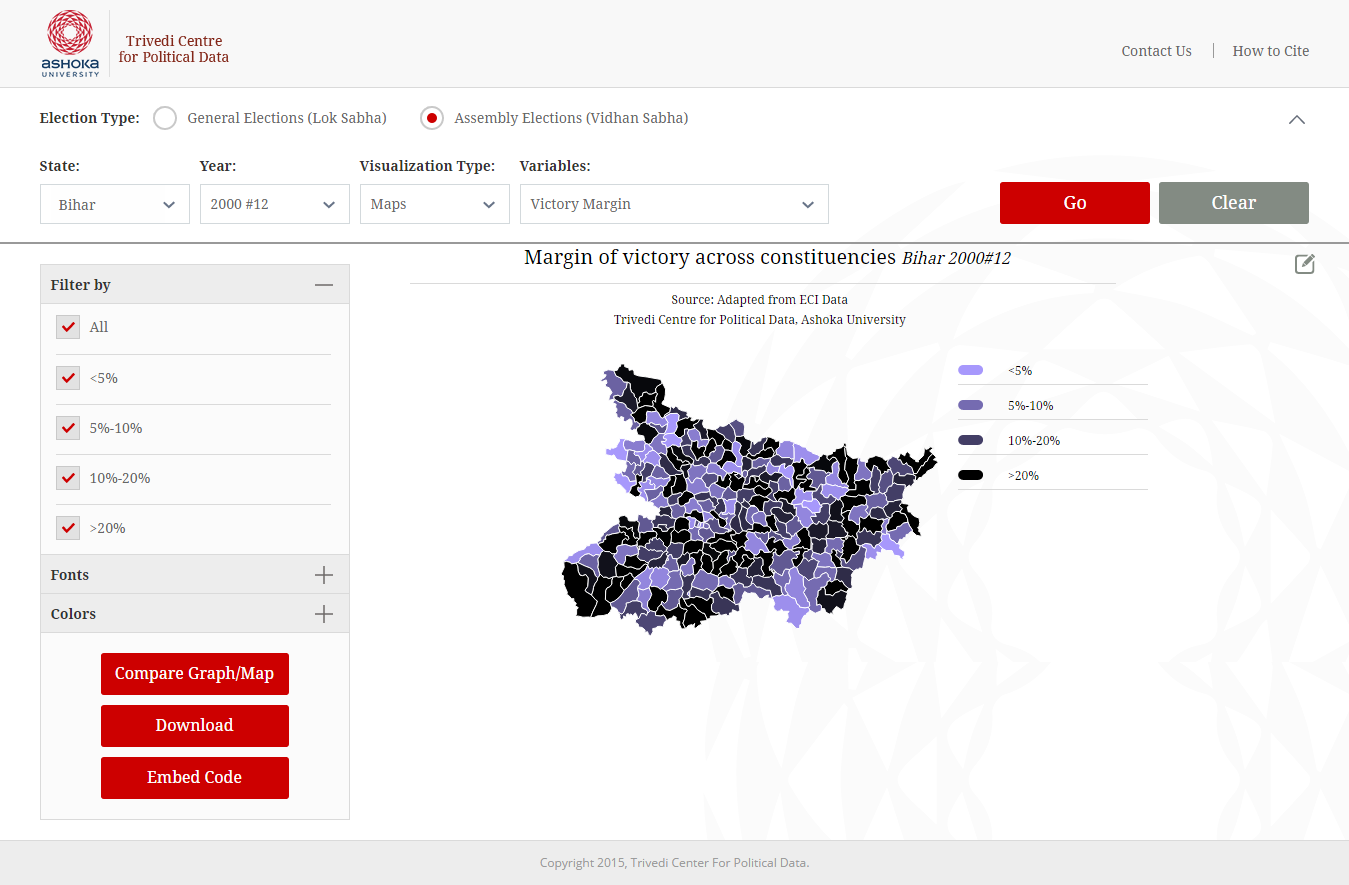 ASHOKA
UNIVERSITY
Trivedi Centre
for Political Data
Contact Us
How to Cite
Election Type:
General Elections (Lok Sabha)
Assembly Elections (Vidhan Sabha)
State:
Year:
Visualization Type:
Variables:
Bihar
2000 #12
Maps
Victory Margin
Go
Clear
Filter by
All
<5%
5%-10%
10%-20%
>20%
Fonts
Colors
Compare Graph/Map
Download
Embed Code
Margin of victory across constituencies Bihar 2000#12
Source: Adapted from ECI Data
Trivedi Centre for Political Data, Ashoka University
<5%
5%-10%
10%-20%
>20%
Copyright 2015, Trivedi Center For Political Data.